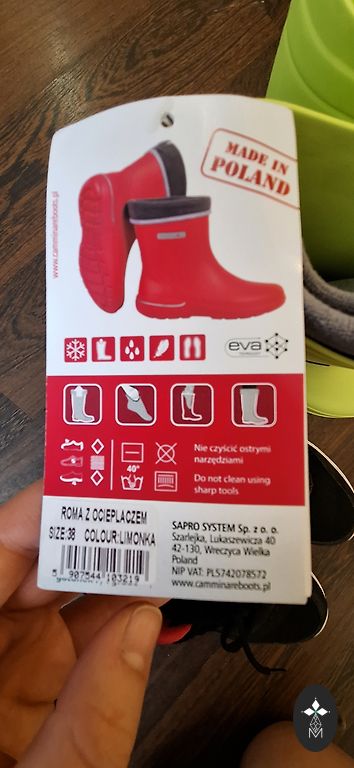 MADE IN
POLAND
www.camminareboots.pl
eva
TECHNOLOGY
40°
Nie czyścić ostrymi
narzędziami
Do not clean using
sharp tools
ROMA Z OCIEPLACZEM
SIZE:38 COLOUR:LIMONKA
5 907544 103219
SAPRO SYSTEM Sp. z o. o.
Szarlejka, Łukaszewicza 40
42-130, Wręczyca Wielka
Poland
NIP VAT: PL5742078572
www.camminareboots.pl
M